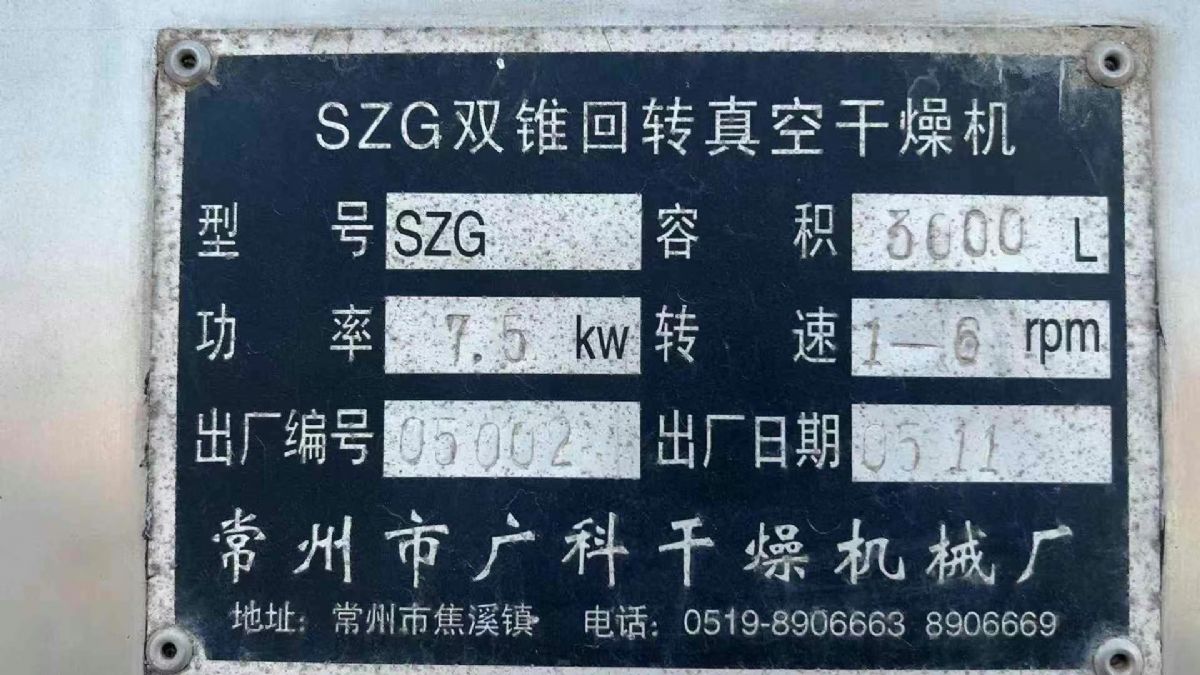 SZG双锥回转真空干燥机
型号 SZG 容积 3000 L
功率 7.5 kw 转速 1-6 rpm
出厂编号 05002 出厂日期 05 11
常州市广科干燥机械厂
地址：常州市焦溪镇 电话：0519-8906663 8906669